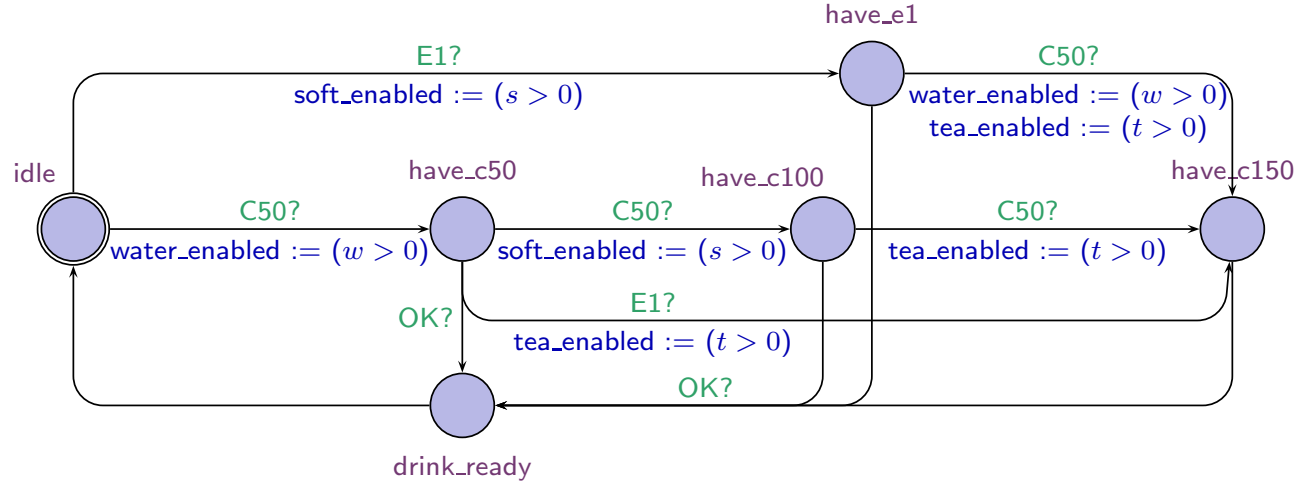 have_e1
E1?
soft_enabled := (s > 0)
C50?
water_enabled := (w > 0)
tea_enabled := (t > 0)
idle
have_c50
have_c100
have_c150
C50?
water_enabled := (w > 0)
C50?
soft_enabled := (s > 0)
C50?
tea_enabled := (t > 0)
OK?
E1?
tea_enabled := (t > 0)
OK?
drink_ready